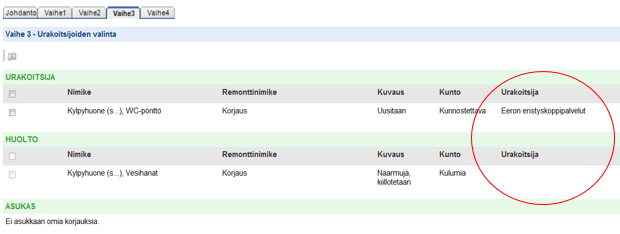 Johdanto Vaihe1 Vaihe2 Vaihe3 Vaihe4
Vaihe 3 - Urakoitsijoiden valinta
URAKOITSIJA
Nimike Remonttinimike Kuvaus Kunto Urakoitsija
Kylpyhuone (s...), WC-pönttö Korjaus Uusitaan Kunnostettava Eeron eristyskoppipalvelut
HUOLTO
Nimike Remonttinimike Kuvaus Kunto Urakoitsija
Kylpyhuone (s...), Vesihanat Korjaus Naarmuja, Kulumia
kiillotetaan
ASUKAS
Ei asukkaan omia korjauksia.